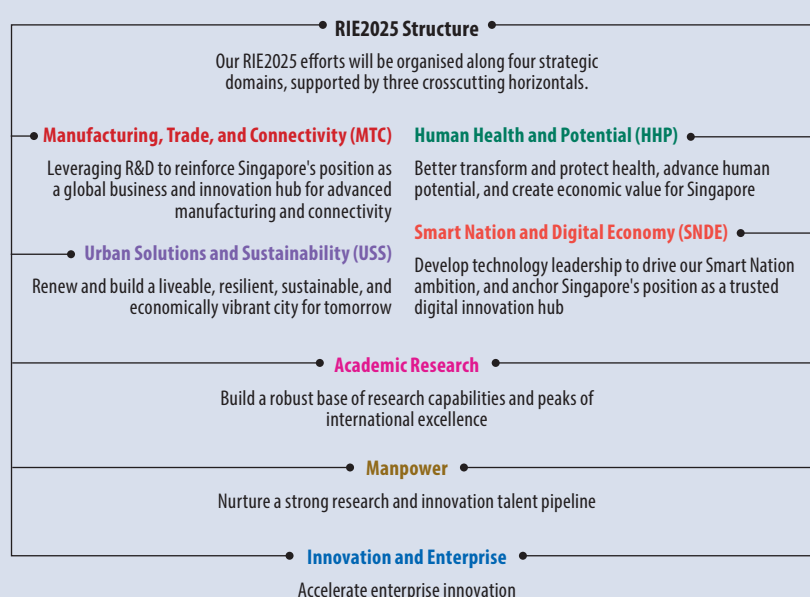 RIE2025 Structure
Our RIE2025 efforts will be organised along four strategic
domains, supported by three crosscutting horizontals.
Manufacturing, Trade, and Connectivity (MTC)
Leveraging R&D to reinforce Singapore's position as
a global business and innovation hub for advanced
manufacturing and connectivity
Urban Solutions and Sustainability (USS)
Renew and build a liveable, resilient, sustainable, and
economically vibrant city for tomorrow
Human Health and Potential (HHP)
Better transform and protect health, advance human
potential, and create economic value for Singapore
Smart Nation and Digital Economy (SNDE)
Develop technology leadership to drive our Smart Nation
ambition, and anchor Singapore's position as a trusted
digital innovation hub
Academic Research
Build a robust base of research capabilities and peaks of
international excellence
Manpower
Nurture a strong research and innovation talent pipeline
Innovation and Enterprise
Accelerate enterprise innovation